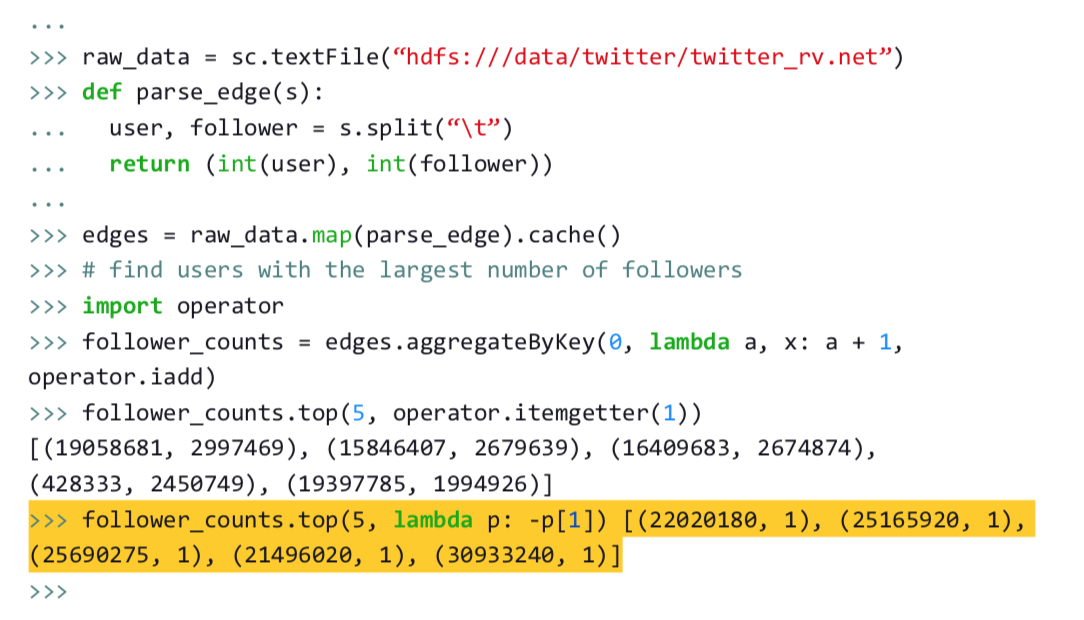 ...
>>> raw_data = sc.textFile(“hdfs:///data/twitter/twitter_rv.net”)
>>> def parse_edge(s):
...   user, follower = s.split(“\t”)
...   return (int(user), int(follower))
...
>>> edges = raw_data.map(parse_edge).cache()
>>> # find users with the largest number of followers
>>> import operator
>>> follower_counts = edges.aggregateByKey(0, lambda a, x: a + 1,
operator.iadd)
>>> follower_counts.top(5, operator.itemgetter(1))
[(19058681, 2997469), (15846407, 2679639), (16409683, 2674874),
(428333, 2450749), (19397785, 1994926)]
>>> follower_counts.top(5, lambda p: -p[1]) [(22020180, 1), (25165920, 1),
(25690275, 1), (21496020, 1), (30933240, 1)]
>>>